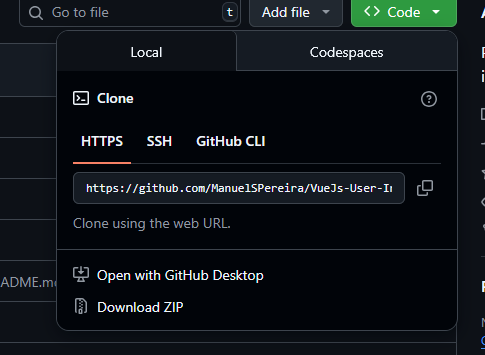 Go to file
t
Add file
Code
Local
Codespaces
Clone
HTTPS
SSH
GitHub CLI
https://github.com/ManuelSPereira/VueJs-User-In
Clone using the web URL.
Open with GitHub Desktop
ADME.m
Download ZIP